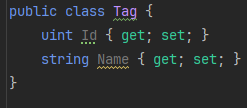 public class Tag {
    uint Id { get; set; }
    string Name { get; set; }
}